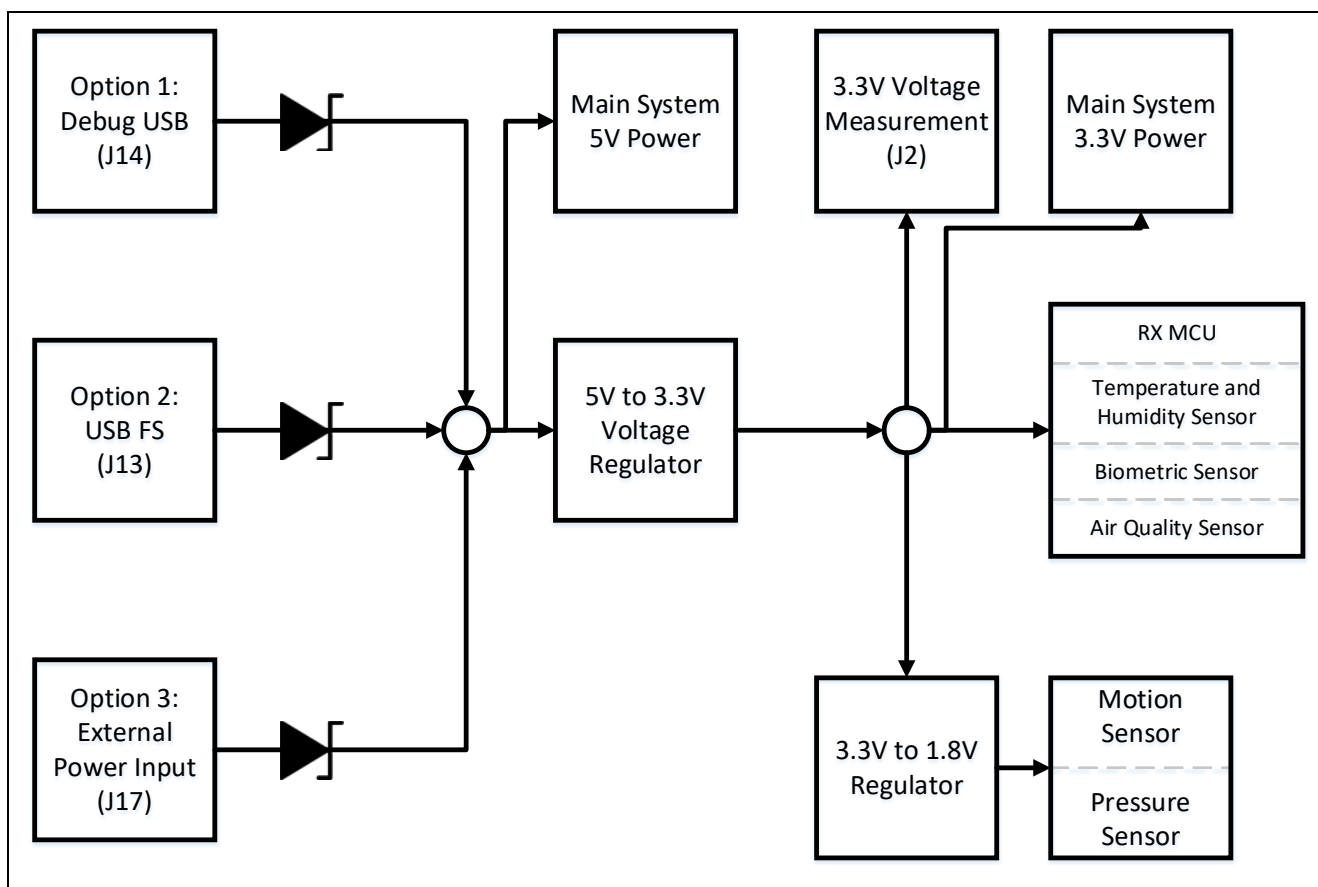 Option 1:
Debug USB
(J14)
Main System
5V Power
3.3V Voltage
Measurement
(J2)
Main System
3.3V Power
Option 2:
USB FS
(J13)
5V to 3.3V
Voltage
Regulator
RX MCU
Temperature and
Humidity Sensor
Biometric Sensor
Air Quality Sensor
Option 3:
External
Power Input
(J17)
3.3V to 1.8V
Regulator
Motion
Sensor
Pressure
Sensor